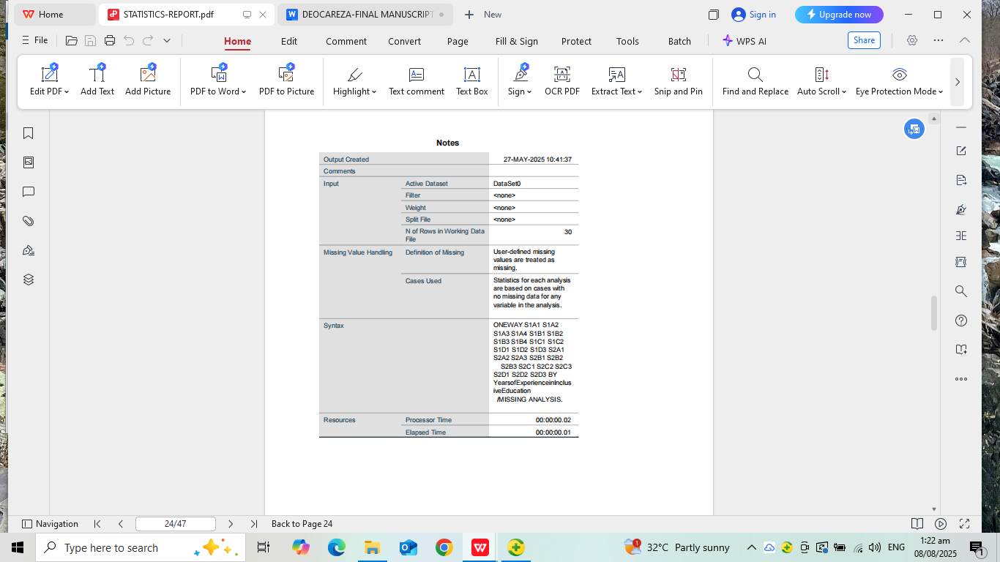 Home
STATISTICS-REPORT.pdf
DEOCAREZA-FINAL MANUSCRIPT
New
Sign in
Upgrade now
File
Home
Edit
Comment
Convert
Page
Fill & Sign
Protect
Tools
Batch
WPS AI
Share
Edit PDF
Add Text
Add Picture
PDF to Word
PDF to Picture
Highlight
Text comment
Text Box
Sign
OCR PDF
Extract Text
Snip and Pin
Find and Replace
Auto Scroll
Eye Protection Mode
Notes
Output Created 27-MAY-2025 10:41:37
Comments
Input Active Dataset DataSet0
Filter <none>
Weight <none>
Split File <none>
N of Rows in Working Data 30
File
Missing Value Handling Definition of Missing User-defined missing
values are treated as
missing.
Cases Used Statistics for each analysis
are based on cases with
no missing data for any
variable in the analysis.
Syntax ONEWAY S1A1 S1A2
S1A3 S1A4 S1B1 S1B2
S1B3 S1B4 S1C1 S1C2
S1D1 S1D2 S1D3 S2A1
S2A2 S2A3 S2B1 S2B2
S2B3 S2C1 S2C2 S2C3
S2D1 S2D2 S2D3 BY
YearsofExperienceinInclus
iveEducation
/MISSING ANALYSIS.
Resources Processor Time 00:00:00.02
Elapsed Time 00:00:00.01
Navigation
24/47
Back to Page 24
Type here to search
1
32°C Partly sunny
ENG
1:22 am
08/08/2025
1